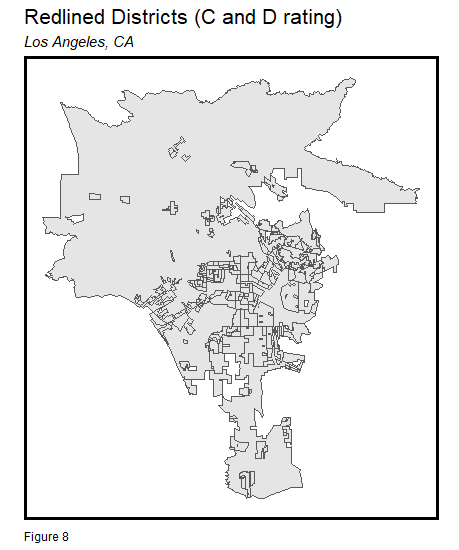 Redlined Districts (C and D rating)
Los Angeles, CA
Figure 8